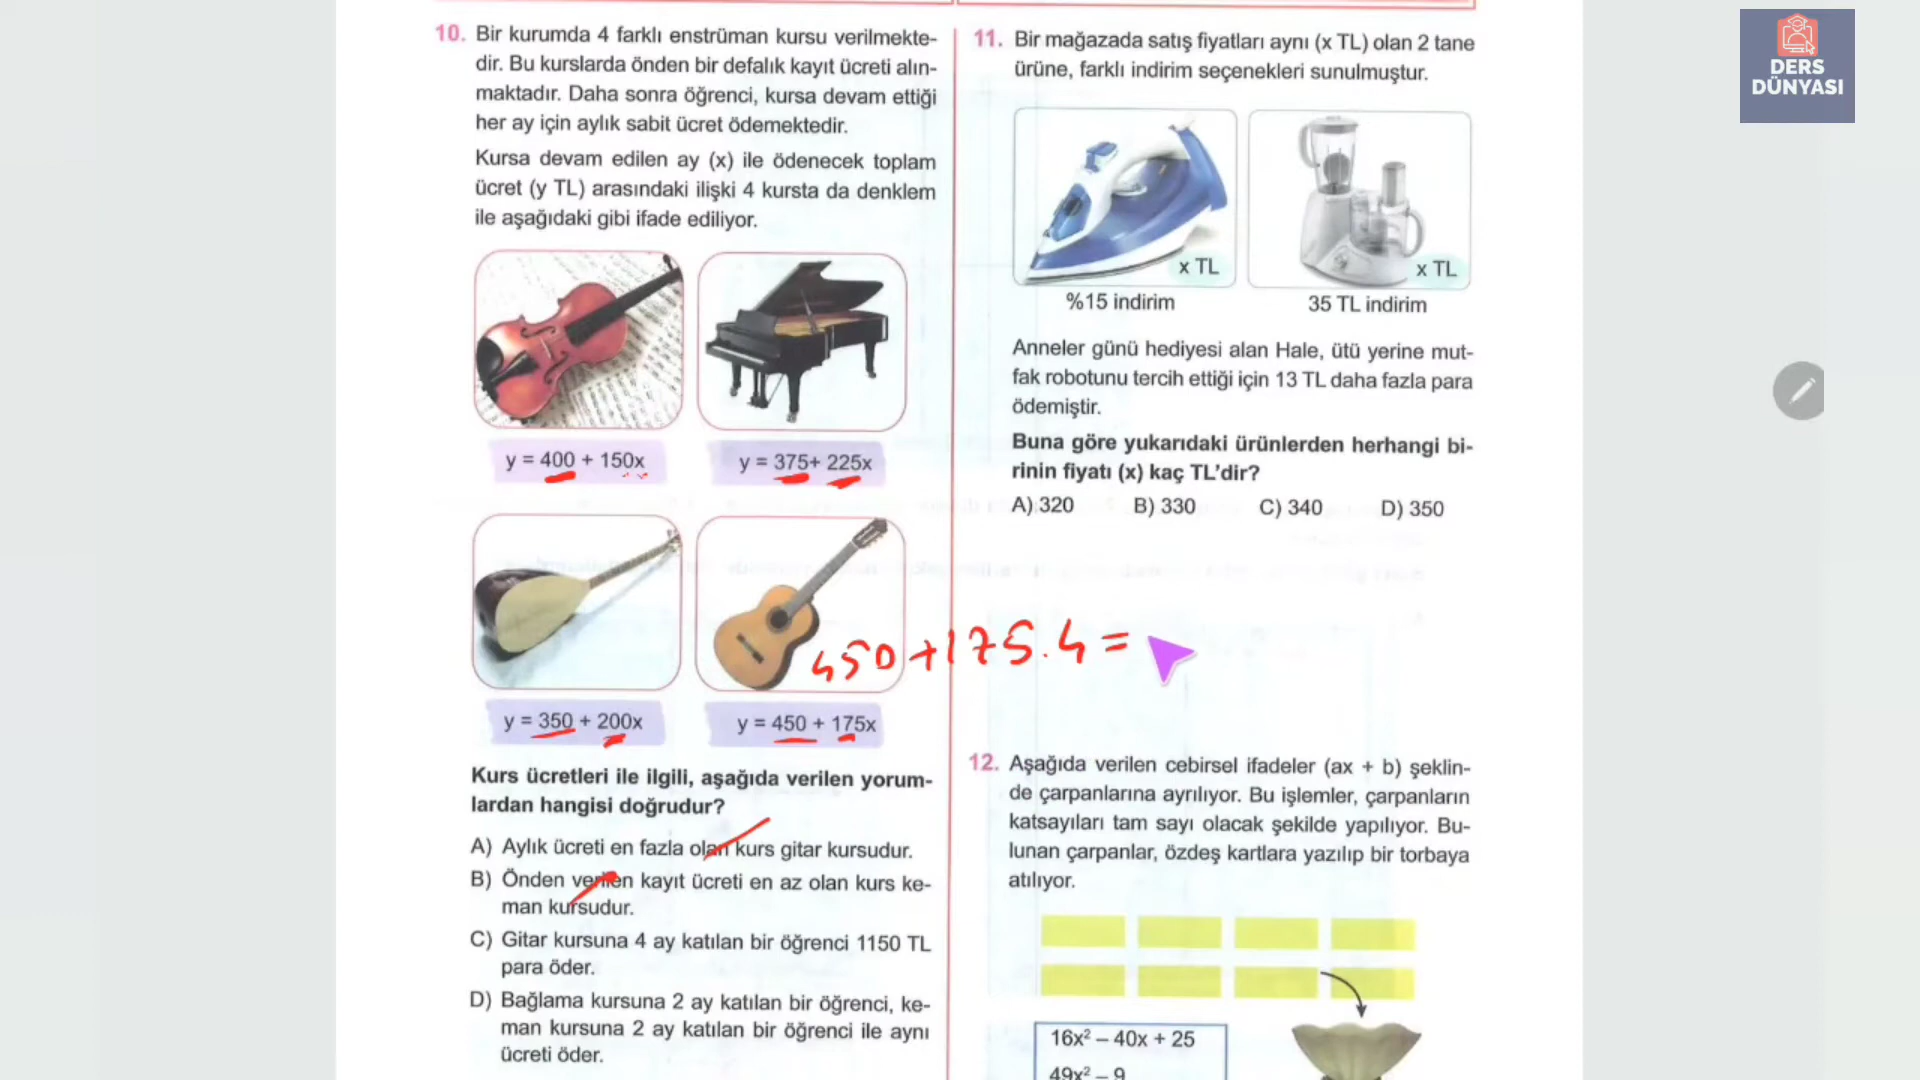 10. Bir kurumda 4 farklı enstrüman kursu verilmekte-
dir. Bu kurslarda önden bir defalık kayıt ücreti alın-
maktadır. Daha sonra öğrenci, kursa devam ettiği
her ay için aylık sabit ücret ödemektedir.
Kursa devam edilen ay (x) ile ödenecek toplam
ücret (y TL) arasındaki ilişki 4 kursta da denklem
ile aşağıdaki gibi ifade ediliyor.
y = 400 + 150x
y = 375+ 225x
450+175.4=
y = 350 + 200x
y = 450 + 175x
Kurs ücretleri ile ilgili, aşağıda verilen yorum-
lardan hangisi doğrudur?
A) Aylık ücreti en fazla olan kurs gitar kursudur.
B) Önden verilen kayıt ücreti en az olan kurs ke-
man kursudur.
C) Gitar kursuna 4 ay katılan bir öğrenci 1150 TL
para öder.
D) Bağlama kursuna 2 ay katılan bir öğrenci, ke-
man kursuna 2 ay katılan bir öğrenci ile aynı
ücreti öder.
11. Bir mağazada satış fiyatları aynı (x TL) olan 2 tane
ürüne, farklı indirim seçenekleri sunulmuştur.
x TL
x TL
%15 indirim
35 TL indirim
Anneler günü hediyesi alan Hale, ütü yerine mut-
fak robotunu tercih ettiği için 13 TL daha fazla para
ödemiştir.
Buna göre yukarıdaki ürünlerden herhangi bi-
rinin fiyatı (x) kaç TL'dir?
A) 320 B) 330 C) 340 D) 350
12. Aşağıda verilen cebirsel ifadeler (ax + b) şeklin-
de çarpanlarına ayrılıyor. Bu işlemler, çarpanların
katsayıları tam sayı olacak şekilde yapılıyor. Bu-
lunan çarpanlar, özdeş kartlara yazılıp bir torbaya
atılıyor.
16x² – 40x + 25
49x² – 9
DERS
DÜNYASI